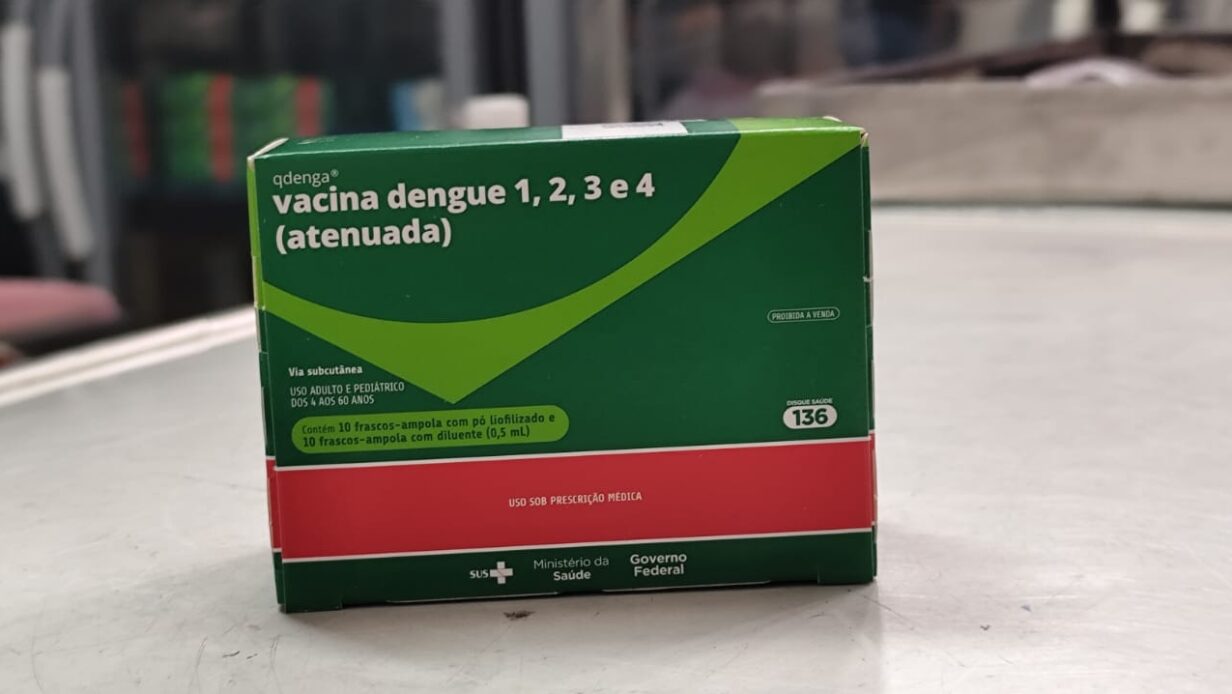 qdenga®
vacina dengue 1, 2, 3 e 4
(atenuada)
PROIBIDA A VENDA
Via subcutânea
USO ADULTO E PEDIÁTRICO
DOS 4 AOS 60 ANOS
Contém 10 frascos-ampola com pó liofilizado e
10 frascos-ampola com diluente (0,5 mL)
DISQUE SAÚDE
136
USO SOB PRESCRIÇÃO MÉDICA
SUS
Ministério da
Saúde
Governo
Federal